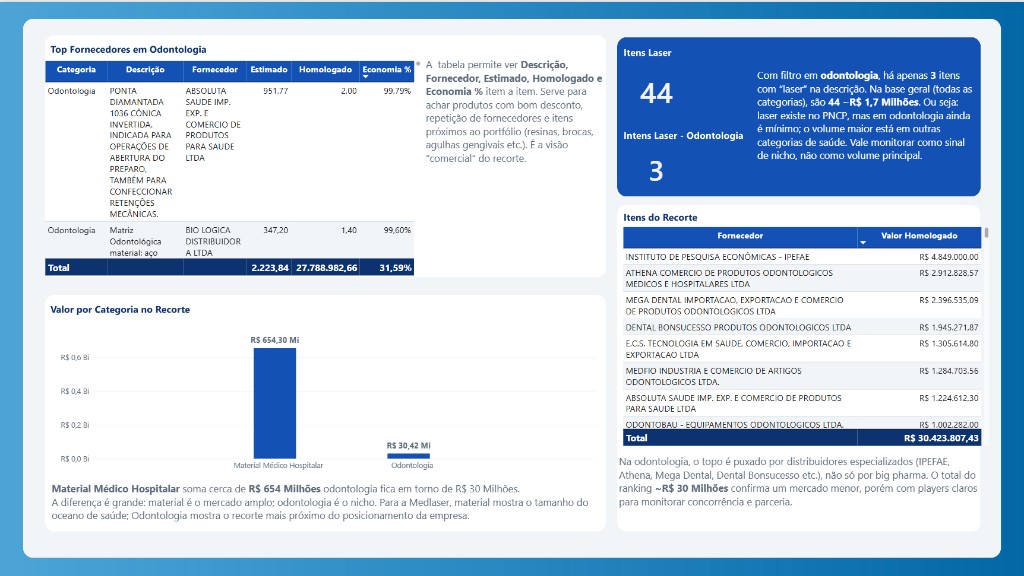 Top Fornecedores em Odontologia
Categoria Descrição Fornecedor Estimado Homologado Economia %
Odontologia PONTA ABSOLUTA 951,77 2,00 99,79%
DIAMANTADA SAUDE IMP.
1036 CÔNICA EXP. E
INVERTIDA, COMERCIO DE
INDICADA PARA PRODUTOS
OPERAÇÕES DE PARA SAUDE
ABERTURA DO LTDA
PREPARO,
TAMBÉM PARA
CONFECCIONAR
RETENÇÕES
MECÂNICAS.
Odontologia Matriz BIO LOGICA 347,20 1,40 99,60%
Odontológica DISTRIBUIDOR
material: aço A LTDA
Total 2.223,84 27.788.982,66 31,59%
A tabela permite ver Descrição,
Fornecedor, Estimado, Homologado e
Economia % item a item. Serve para
achar produtos com bom desconto,
repetição de fornecedores e itens
próximos ao portfólio (resinas, brocas,
agulhas gengivais etc.). É a visão
“comercial” do recorte.
Valor por Categoria no Recorte
R$ 0,6 Bi
R$ 0,4 Bi
R$ 0,2 Bi
R$ 0,0 Bi
R$ 654,30 Mi
R$ 30,42 Mi
Material Médico Hospitalar Odontologia
Material Médico Hospitalar soma cerca de R$ 654 Milhões odontologia fica em torno de R$ 30 Milhões.
A diferença é grande: material é o mercado amplo; odontologia é o nicho. Para a Medlaser, material mostra o tamanho do
oceano de saúde; Odontologia mostra o recorte mais próximo do posicionamento da empresa.
Itens Laser
44
Intens Laser - Odontologia
3
Com filtro em odontologia, há apenas 3 itens
com “laser” na descrição. Na base geral (todas as
categorias), são 44 ~R$ 1,7 Milhões. Ou seja:
laser existe no PNCP, mas em odontologia ainda
é mínimo; o volume maior está em outras
categorias de saúde. Vale monitorar como sinal
de nicho, não como volume principal.
Itens do Recorte
Fornecedor Valor Homologado
INSTITUTO DE PESQUISA ECONÔMICAS - IPEFAE R$ 4.849.000,00
ATHENA COMERCIO DE PRODUTOS ODONTOLOGICOS R$ 2.912.828,57
MEDICOS E HOSPITALARES LTDA
MEGA DENTAL IMPORTACAO, EXPORTACAO E COMERCIO R$ 2.396.535,09
DE PRODUTOS ODONTOLOGICOS LTDA
DENTAL BONSUCESSO PRODUTOS ODONTOLOGICOS LTDA R$ 1.945.271,87
E.C.S. TECNOLOGIA EM SAUDE, COMERCIO, IMPORTACAO E R$ 1.305.614,80
EXPORTACAO LTDA
MEDFIO INDUSTRIA E COMERCIO DE ARTIGOS R$ 1.284.703,56
ODONTOLOGICOS LTDA.
ABSOLUTA SAUDE IMP. EXP. E COMERCIO DE PRODUTOS R$ 1.224.612,30
PARA SAUDE LTDA
ODONTOBAU - EQUIPAMENTOS ODONTOLOGICOS LTDA. R$ 1.002.282,00
Total R$ 30.423.807,43
Na odontologia, o topo é puxado por distribuidores especializados (IPEFAE,
Athena, Mega Dental, Dental Bonsucesso etc.), não só por big pharma. O total do
ranking ~R$ 30 Milhões confirma um mercado menor, porém com players claros
para monitorar concorrência e parceria.